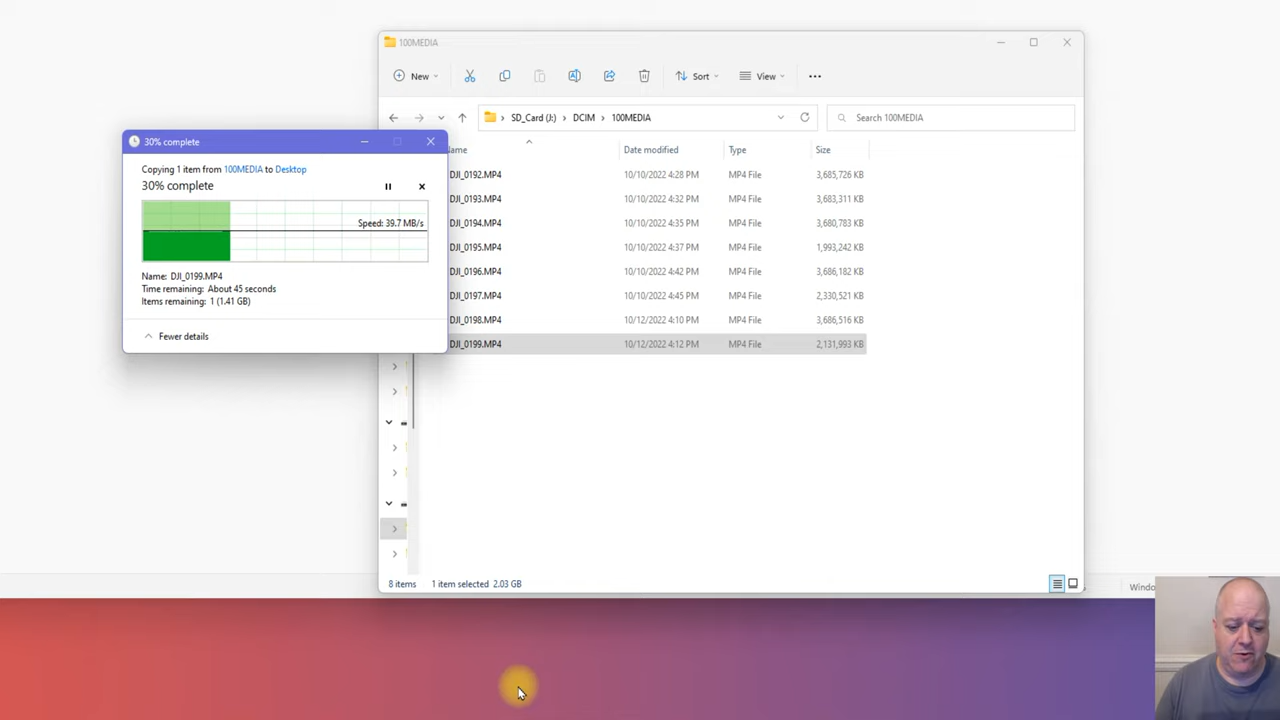 100MEDIA
New
Sort
View
SD_Card (J:) > DCIM > 100MEDIA
Search 100MEDIA
30% complete
Copying 1 item from 100MEDIA to Desktop
30% complete
Speed: 39.7 MB/s
Name: DJI_0199.MP4
Time remaining: About 45 seconds
Items remaining: 1 (1.41 GB)
Fewer details
ame Date modified Type Size
DJI_0192.MP4 10/10/2022 4:28 PM MP4 File 3,685,726 KB
DJI_0193.MP4 10/10/2022 4:32 PM MP4 File 3,683,311 KB
DJI_0194.MP4 10/10/2022 4:35 PM MP4 File 3,680,783 KB
DJI_0195.MP4 10/10/2022 4:37 PM MP4 File 1,993,242 KB
DJI_0196.MP4 10/10/2022 4:42 PM MP4 File 3,686,182 KB
DJI_0197.MP4 10/10/2022 4:45 PM MP4 File 2,330,521 KB
DJI_0198.MP4 10/12/2022 4:10 PM MP4 File 3,686,516 KB
DJI_0199.MP4 10/12/2022 4:12 PM MP4 File 2,131,993 KB
8 items 1 item selected 2.03 GB
Windo